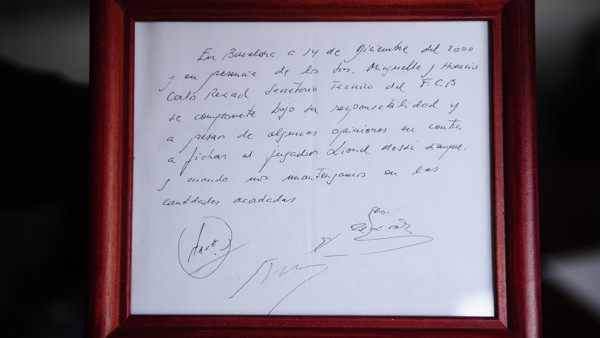 En Barcelona a 14 de Diciembre del 2000
y en presencia de los Sres. Minguella y Horacio
Carlos Rexach Secretario Tecnico del F.C.B
se compromete bajo su responsabilidad y
a pesar de algunas opiniones en contra
a fichar al jugador Lionel Messi siempre
y cuando nos mantengamos en las
cantidades acordadas